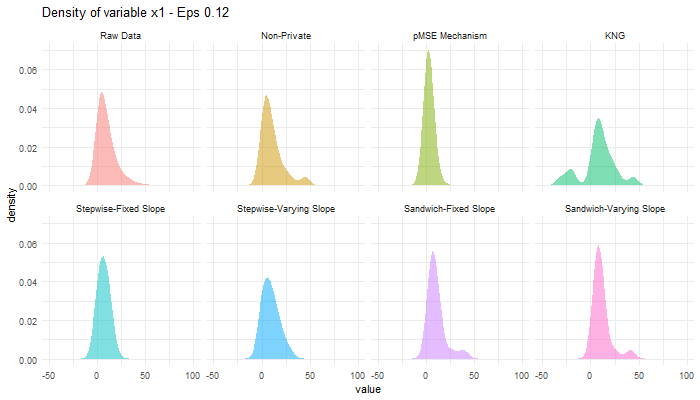 Density of variable x1 - Eps 0.12
Raw Data Non-Private pMSE Mechanism KNG
0.06
0.04
0.02
0.00
density
Stepwise-Fixed Slope Stepwise-Varying Slope Sandwich-Fixed Slope Sandwich-Varying Slope
0.06
0.04
0.02
0.00
-50 0 50 100 -50 0 50 100 -50 0 50 100 -50 0 50 100
value